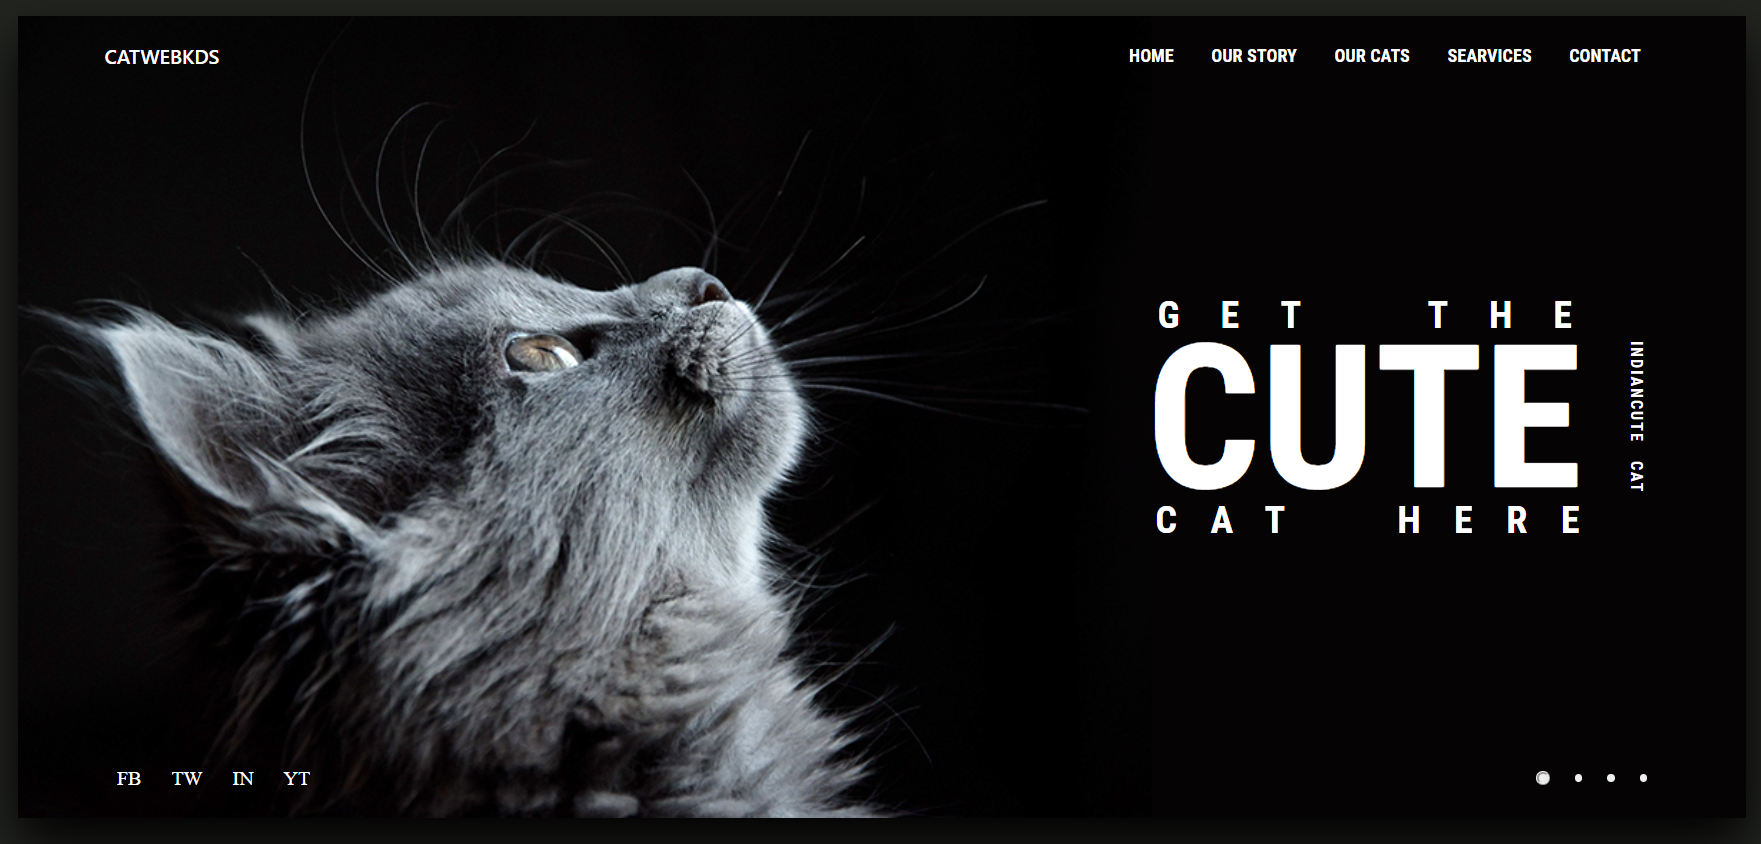 CATWEBKDS
HOME OUR STORY OUR CATS SEARVICES CONTACT
GET THE
CUTE
CAT HERE
INDIANCUTE CAT
FB TW IN YT